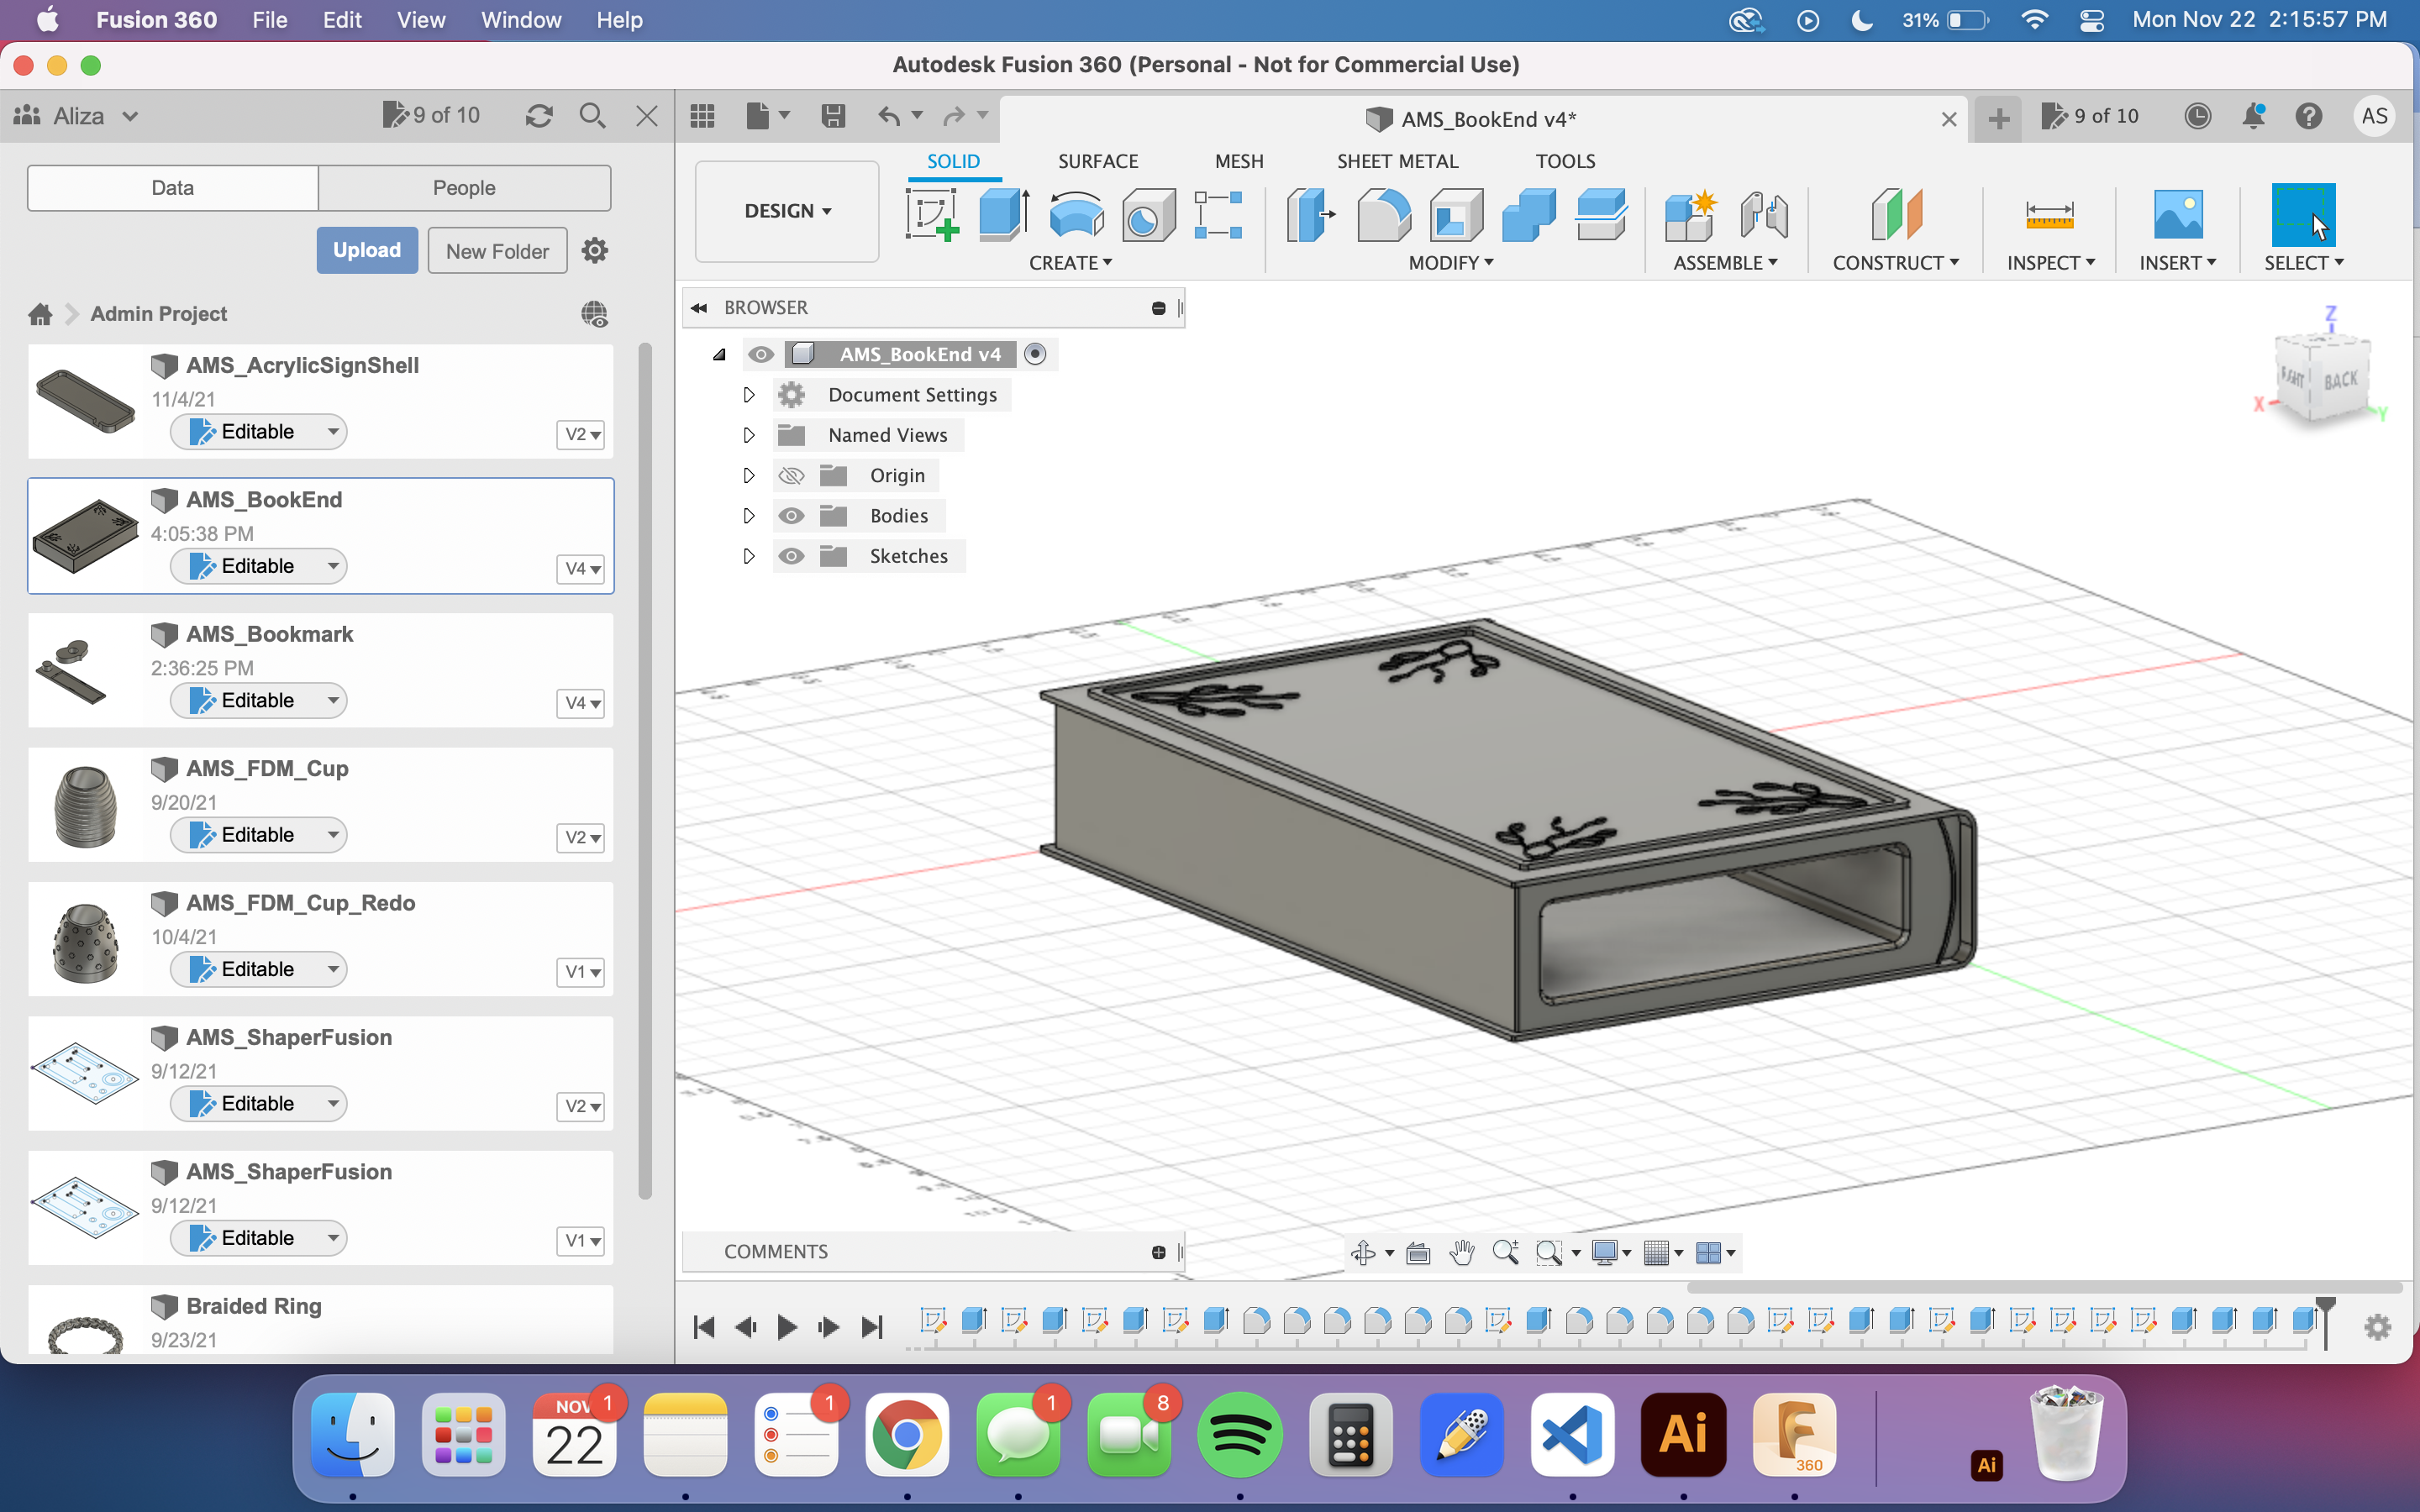 Fusion 360 File Edit View Window Help 31% Mon Nov 22 2:15:57 PM
Autodesk Fusion 360 (Personal - Not for Commercial Use)
Aliza 9 of 10
AMS_BookEnd v4* 9 of 10 AS
Data People
Upload New Folder
Admin Project
AMS_AcrylicSignShell
11/4/21
Editable V2
AMS_BookEnd
4:05:38 PM
Editable V4
AMS_Bookmark
2:36:25 PM
Editable V4
AMS_FDM_Cup
9/20/21
Editable V2
AMS_FDM_Cup_Redo
10/4/21
Editable V1
AMS_ShaperFusion
9/12/21
Editable V2
AMS_ShaperFusion
9/12/21
Editable V1
Braided Ring
9/23/21
SOLID SURFACE MESH SHEET METAL TOOLS
DESIGN
CREATE MODIFY ASSEMBLE CONSTRUCT INSPECT INSERT SELECT
BROWSER
AMS_BookEnd v4
Document Settings
Named Views
Origin
Bodies
Sketches
Z
BACK
X Y
COMMENTS
NOV 1 1 1 8
22 Ai 360 Ai